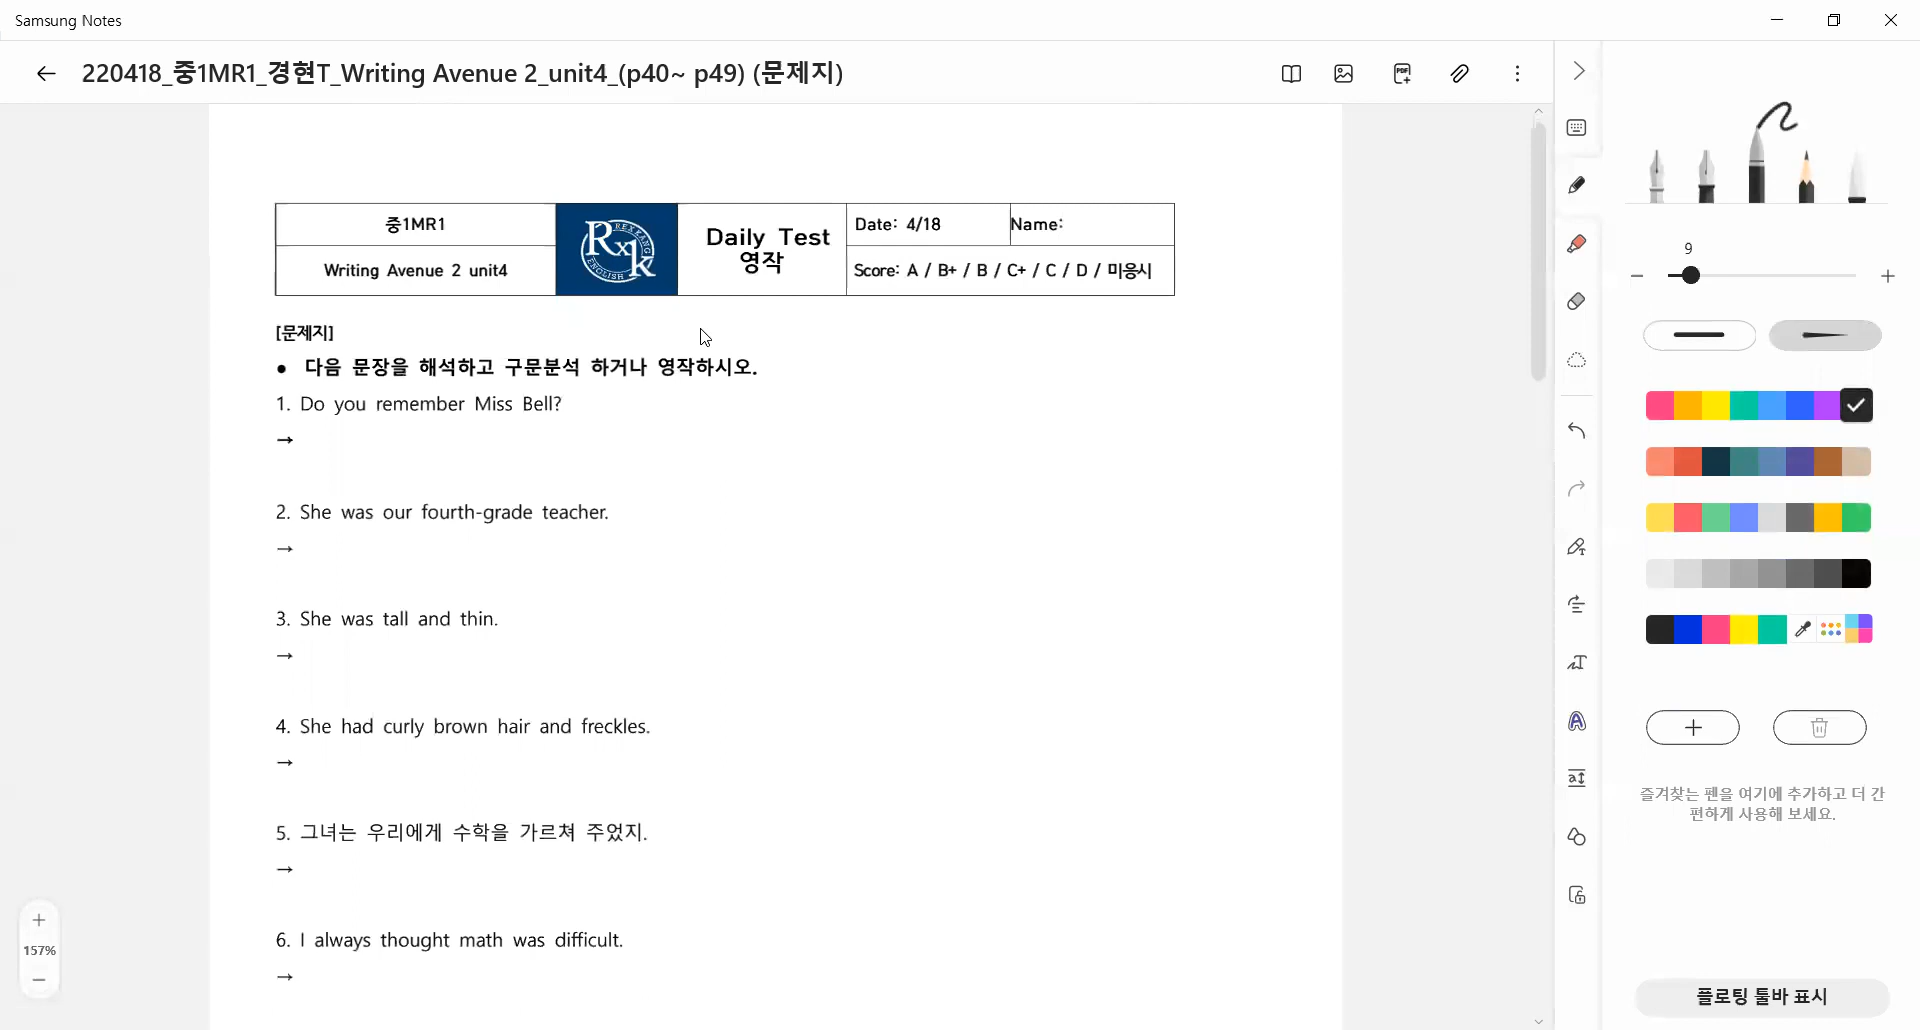 Samsung Notes
220418_중1MR1_경현T_Writing Avenue 2_unit4_(p40~ p49) (문제지)
PDF
중1MR1
Writing Avenue 2 unit4
REX KANG
RxK
ENGLISH
Daily Test
영작
Date: 4/18
Name:
Score: A / B+ / B / C+ / C / D / 미응시
[문제지]
● 다음 문장을 해석하고 구문분석 하거나 영작하시오.
1. Do you remember Miss Bell?
→
2. She was our fourth-grade teacher.
→
3. She was tall and thin.
→
4. She had curly brown hair and freckles.
→
5. 그녀는 우리에게 수학을 가르쳐 주었지.
→
6. I always thought math was difficult.
→
157%
9
즐겨찾는 펜을 여기에 추가하고 더 간
편하게 사용해 보세요.
플로팅 툴바 표시